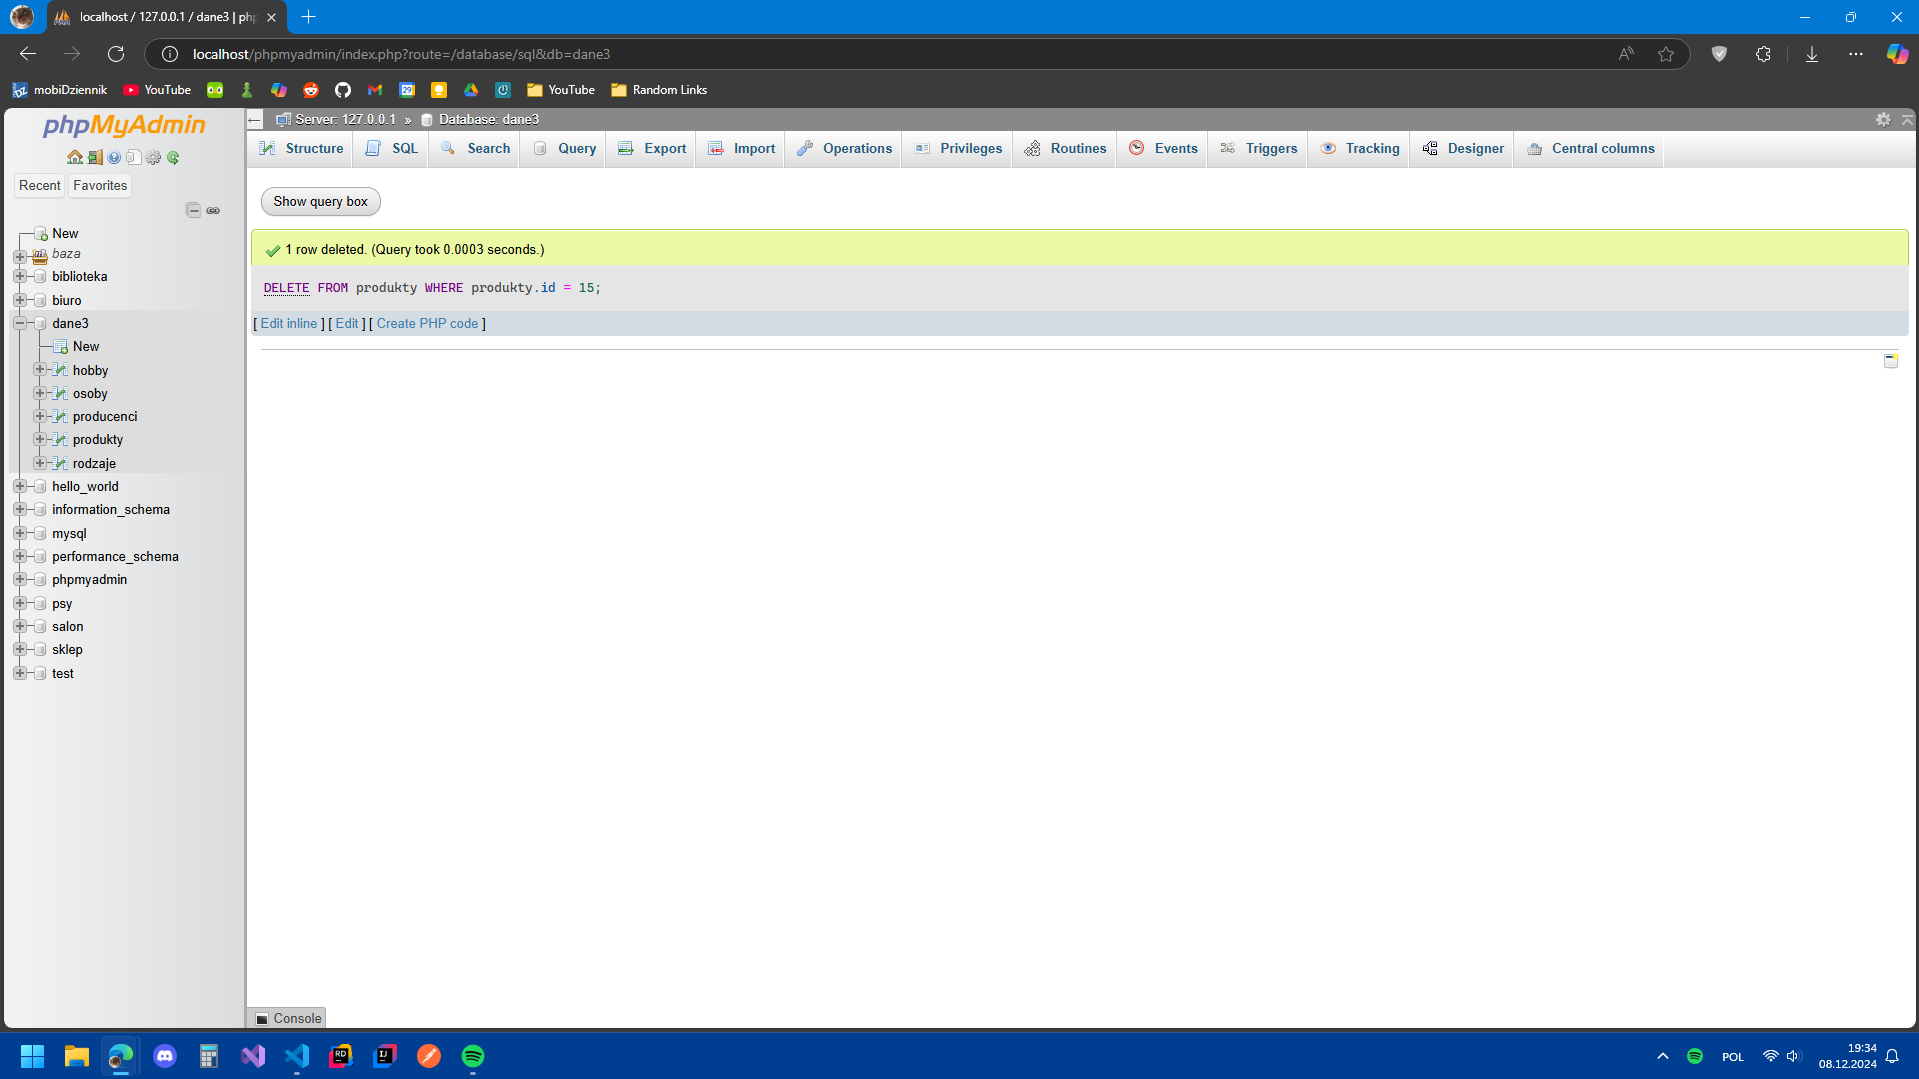 localhost / 127.0.0.1 / dane3 | php
localhost/phpmyadmin/index.php?route=/database/sql&db=dane3
mobiDziennik
YouTube
29
YouTube
Random Links
phpMyAdmin
Recent
Favorites
New
baza
biblioteka
biuro
dane3
New
hobby
osoby
producenci
produkty
rodzaje
hello_world
information_schema
mysql
performance_schema
phpmyadmin
psy
salon
sklep
test
Server: 127.0.0.1 » Database: dane3
Structure
SQL
Search
Query
Export
Import
Operations
Privileges
Routines
Events
Triggers
Tracking
Designer
Central columns
Show query box
1 row deleted. (Query took 0.0003 seconds.)
DELETE FROM produkty WHERE produkty.id = 15;
[ Edit inline ] [ Edit ] [ Create PHP code ]
Console
RD
IJ
POL
19:34
08.12.2024